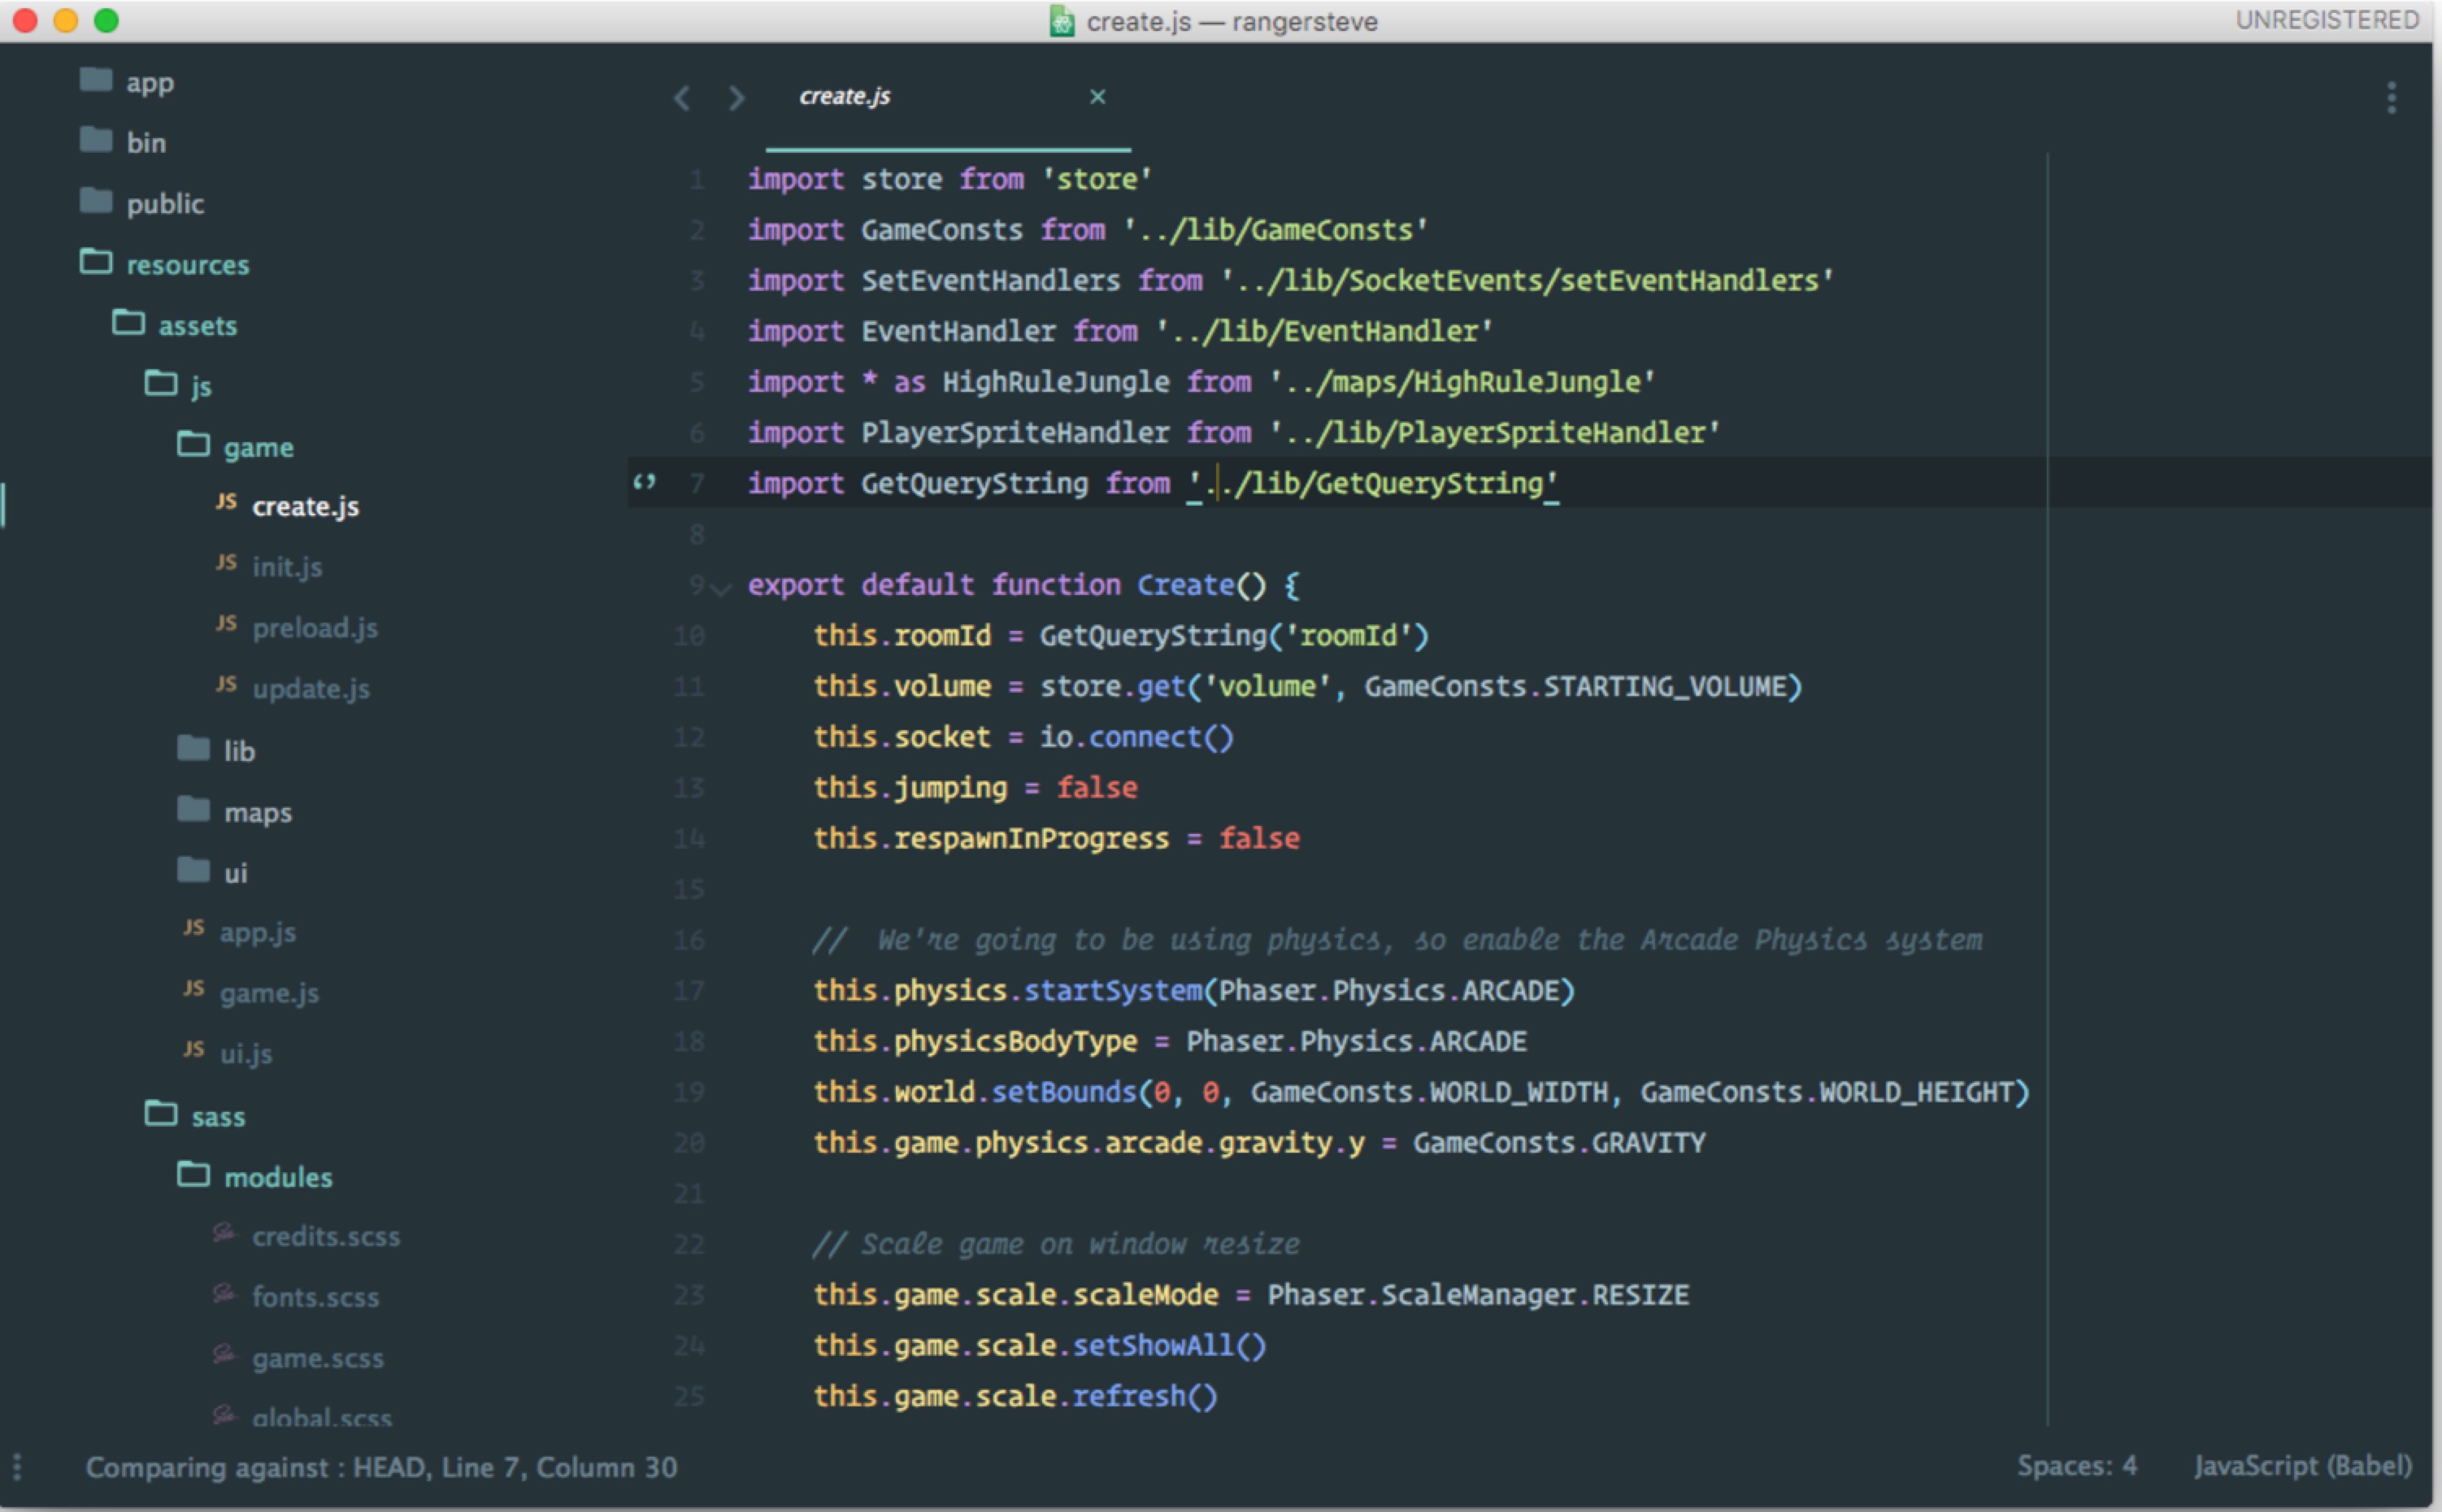 create.js — rangersteve
UNREGISTERED
app
bin
public
resources
assets
js
game
JS create.js
JS init.js
JS preload.js
JS update.js
lib
maps
ui
JS app.js
JS game.js
JS ui.js
sass
modules
credits.scss
fonts.scss
game.scss
global.scss
create.js ×
1 import store from 'store'
2 import GameConsts from '../lib/GameConsts'
3 import SetEventHandlers from '../lib/SocketEvents/setEventHandlers'
4 import EventHandler from '../lib/EventHandler'
5 import * as HighRuleJungle from '../maps/HighRuleJungle'
6 import PlayerSpriteHandler from '../lib/PlayerSpriteHandler'
7 import GetQueryString from '../lib/GetQueryString'
8
9 export default function Create() {
10 this.roomId = GetQueryString('roomId')
11 this.volume = store.get('volume', GameConsts.STARTING_VOLUME)
12 this.socket = io.connect()
13 this.jumping = false
14 this.respawnInProgress = false
15
16 // We're going to be using physics, so enable the Arcade Physics system
17 this.physics.startSystem(Phaser.Physics.ARCADE)
18 this.physicsBodyType = Phaser.Physics.ARCADE
19 this.world.setBounds(0, 0, GameConsts.WORLD_WIDTH, GameConsts.WORLD_HEIGHT)
20 this.game.physics.arcade.gravity.y = GameConsts.GRAVITY
21
22 // Scale game on window resize
23 this.game.scale.scaleMode = Phaser.ScaleManager.RESIZE
24 this.game.scale.setShowAll()
25 this.game.scale.refresh()
Comparing against : HEAD, Line 7, Column 30
Spaces: 4
JavaScript (Babel)